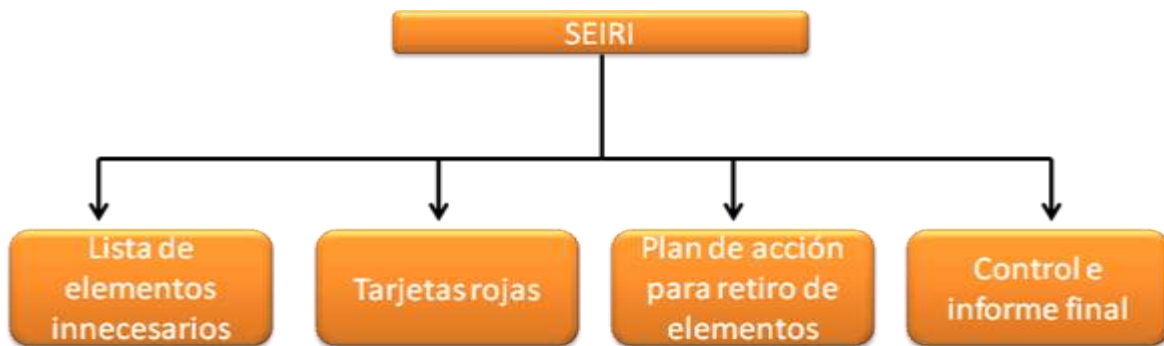 SEIRI
Lista de
elementos
innecesarios
Tarjetas rojas
Plan de acción
para retiro de
elementos
Control e
informe final